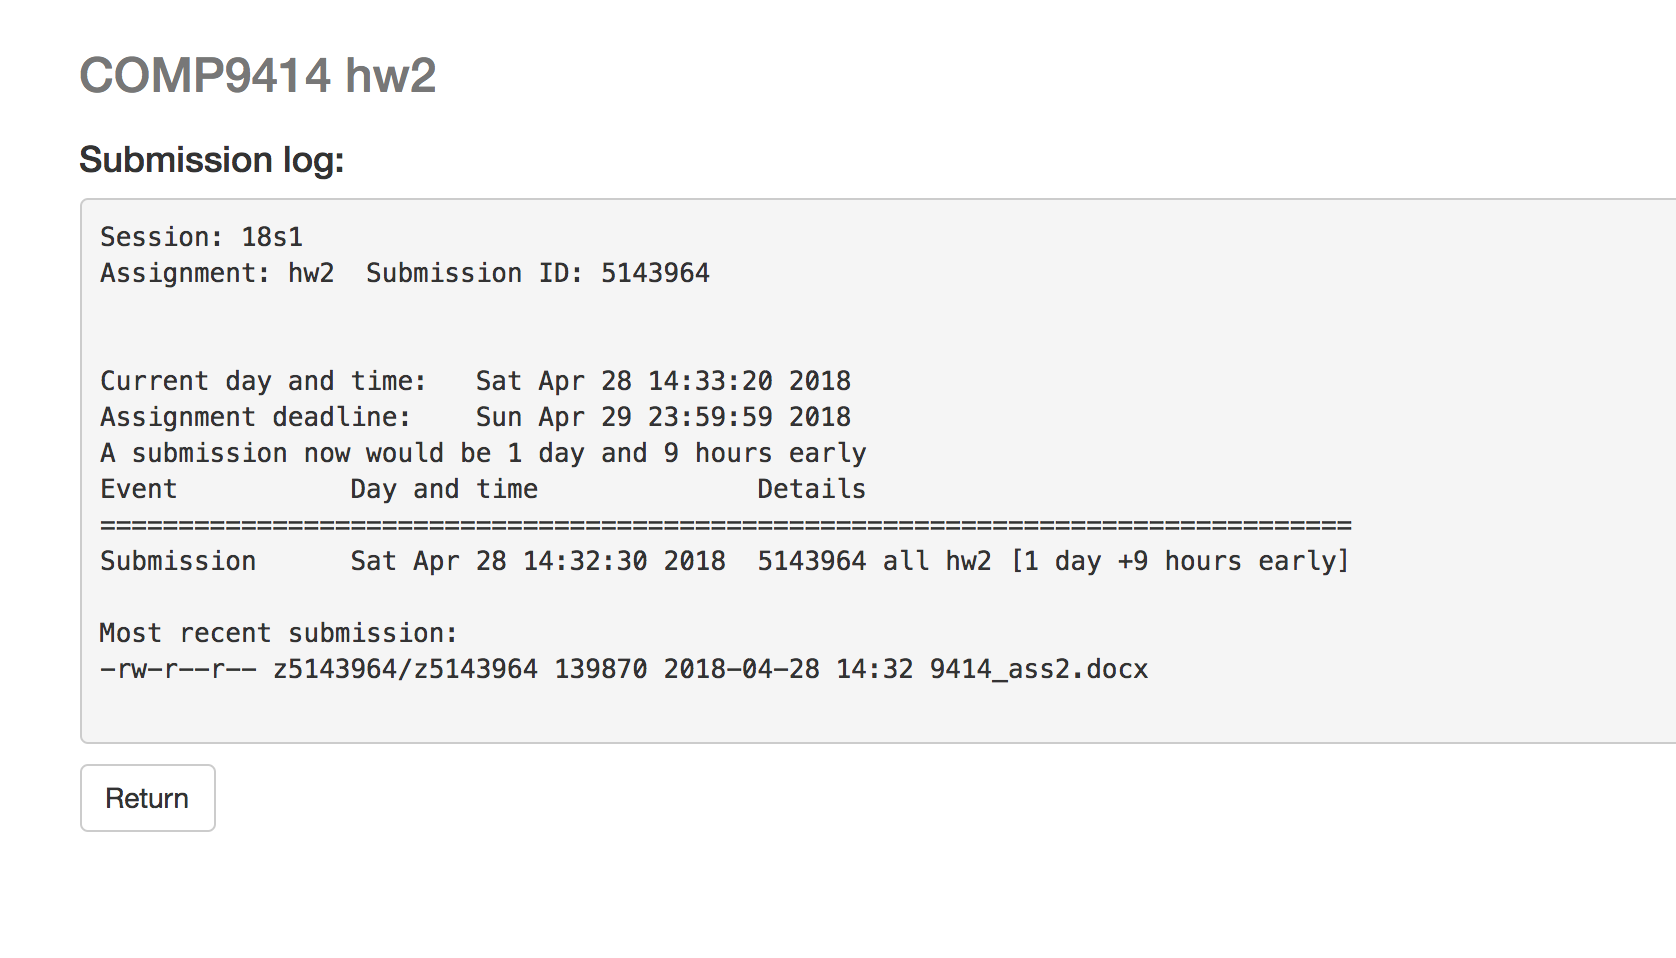 COMP9414 hw2
Submission log:
Session: 18s1
Assignment: hw2  Submission ID: 5143964
Current day and time:   Sat Apr 28 14:33:20 2018
Assignment deadline:    Sun Apr 29 23:59:59 2018
A submission now would be 1 day and 9 hours early
Event           Day and time              Details
================================================================================
Submission      Sat Apr 28 14:32:30 2018  5143964 all hw2 [1 day +9 hours early]
Most recent submission:
-rw-r--r-- z5143964/z5143964 139870 2018-04-28 14:32 9414_ass2.docx
Return